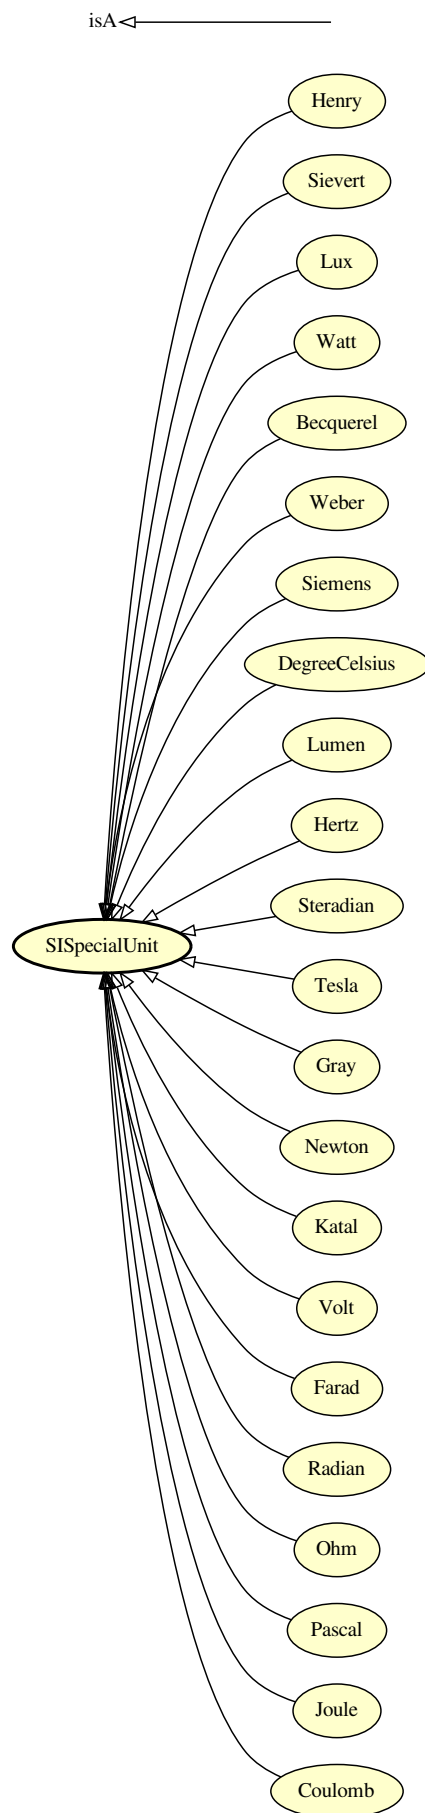 isA
Henry
Sievert
Lux
Watt
Becquerel
Weber
Siemens
DegreeCelsius
Lumen
Hertz
Steradian
SISpecialUnit
Tesla
Gray
Newton
Katal
Volt
Farad
Radian
Ohm
Pascal
Joule
Coulomb